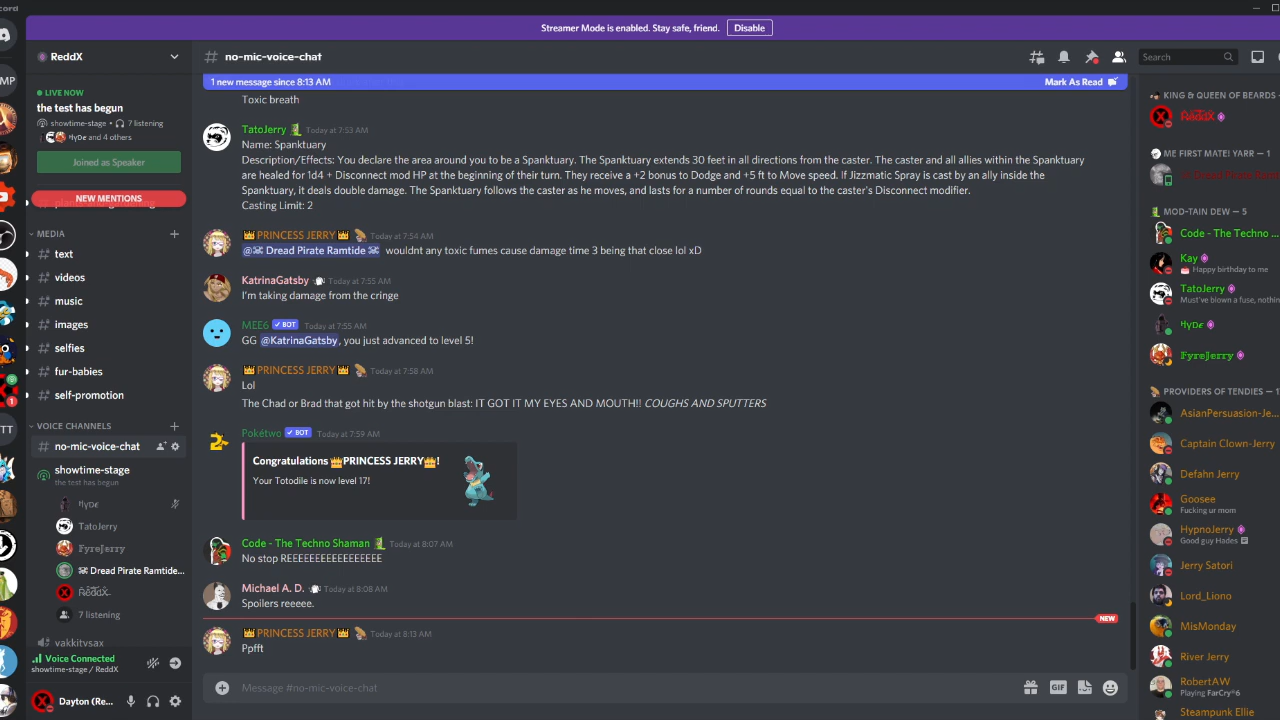 Streamer Mode is enabled. Stay safe, friend. Disable
ReddX
LIVE NOW
the test has begun
showtime-stage • 7 listening
HyDe and 4 others
Joined as Speaker
NEW MENTIONS
MEDIA
text
videos
music
images
selfies
fur-babies
self-promotion
VOICE CHANNELS
no-mic-voice-chat
showtime-stage
the test has begun
HyDe
TatoJerry
FyreJerry
Dread Pirate Ramtide...
ReddX
7 listening
vakkitysax
Voice Connected
showtime-stage / ReddX
Dayton (Re...
# no-mic-voice-chat
Search
1 new message since 8:13 AM Mark As Read
Toxic breath
TatoJerry Today at 7:53 AM
Name: Spanktuary
Description/Effects: You declare the area around you to be a Spanktuary. The Spanktuary extends 30 feet in all directions from the caster. The caster and all allies within the Spanktuary
are healed for 1d4 + Disconnect mod HP at the beginning of their turn. They receive a +2 bonus to Dodge and +5 ft to Move speed. If Jizzmatic Spray is cast by an ally inside the
Spanktuary, it deals double damage. The Spanktuary follows the caster as he moves, and lasts for a number of rounds equal to the caster's Disconnect modifier.
Casting Limit: 2
PRINCESS JERRY Today at 7:54 AM
@ Dread Pirate Ramtide wouldnt any toxic fumes cause damage time 3 being that close lol xD
KatrinaGatsby Today at 7:55 AM
I'm taking damage from the cringe
MEE6 BOT Today at 7:55 AM
GG @KatrinaGatsby, you just advanced to level 5!
PRINCESS JERRY Today at 7:58 AM
Lol
The Chad or Brad that got hit by the shotgun blast: IT GOT IT MY EYES AND MOUTH!! COUGHS AND SPUTTERS
Pokétwo BOT Today at 7:59 AM
Congratulations PRINCESS JERRY!
Your Totodile is now level 17!
Code - The Techno Shaman Today at 8:07 AM
No stop REEEEEEEEEEEEEEEE
Michael A. D. Today at 8:08 AM
Spoilers reeeee.
NEW
PRINCESS JERRY Today at 8:13 AM
Ppfft
Message #no-mic-voice-chat
GIF
KING & QUEEN OF BEARDS —
ReddX
ME FIRST MATE! YARR —
MOD-TAIN DEW — 5
Code - The Techno ...
Kay
Happy birthday to me
TatoJerry
Must've blown a fuse, nothin
HyDe
FyreJerry
PROVIDERS OF TENDIES — 1
AsianPersuasion-Je...
Captain Clown-Jerry
Defahn Jerry
Goosee
Fucking ur mom
HypnoJerry
Good guy Hades
Jerry Satori
Lord_Liono
MisMonday
River Jerry
RobertAW
Playing FarCry®6
Steampunk Ellie